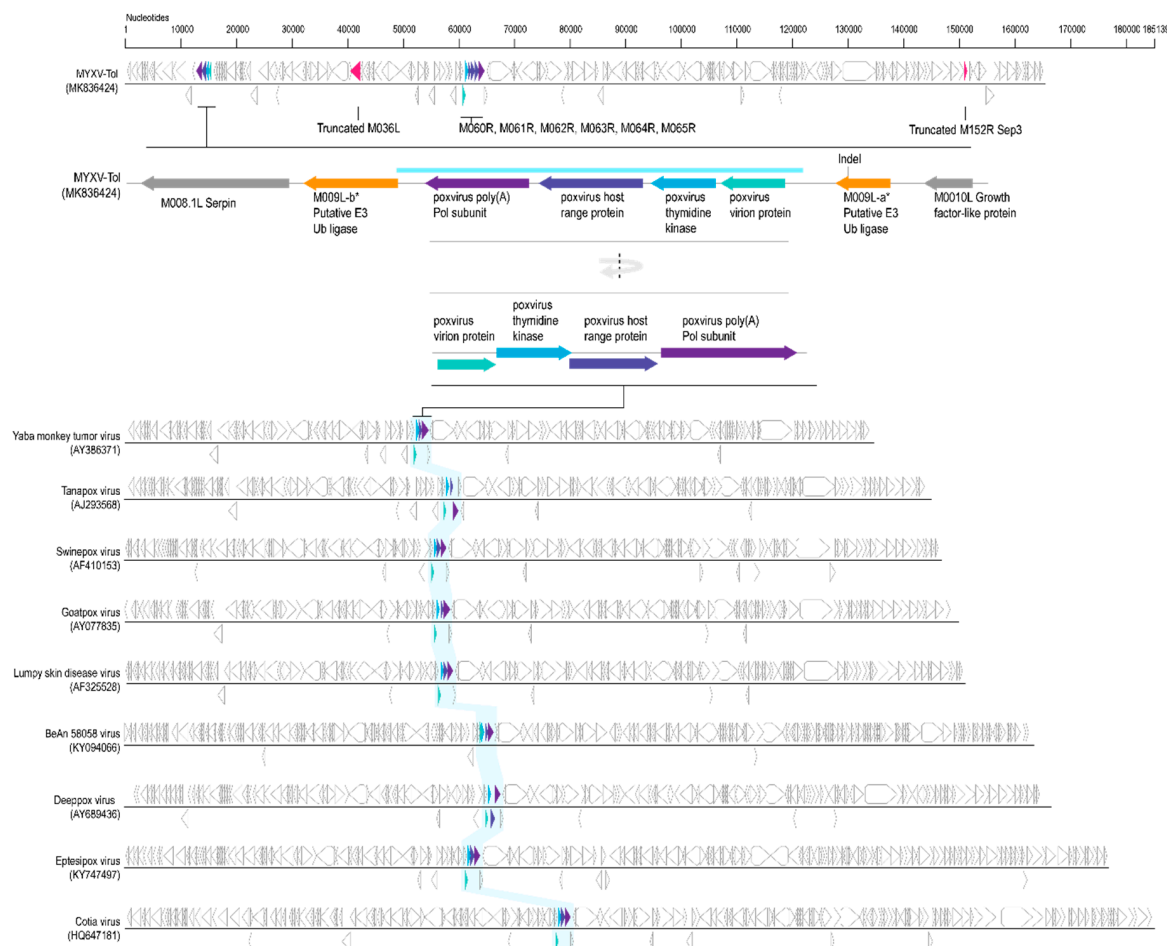 Nucleotides
1 10000 20000 30000 40000 50000 60000 70000 80000 90000 100000 110000 120000 130000 140000 150000 160000 170000 180000 185139
MYXV-Tol
(MK836424)
Truncated M036L
M060R, M061R, M062R, M063R, M064R, M065R
Truncated M152R Sep3
MYXV-Tol
(MK836424)
Indel
M008.1L Serpin
M009L-b*
Putative E3
Ub ligase
poxvirus poly(A)
Pol subunit
poxvirus host
range protein
poxvirus
thymidine
kinase
poxvirus
virion protein
M009L-a*
Putative E3
Ub ligase
M0010L Growth
factor-like protein
poxvirus
virion protein
poxvirus
thymidine
kinase
poxvirus host
range protein
poxvirus poly(A)
Pol subunit
Yaba monkey tumor virus
(AY386371)
Tanapox virus
(AJ293568)
Swinepox virus
(AF410153)
Goatpox virus
(AY077835)
Lumpy skin disease virus
(AF325528)
BeAn 58058 virus
(KY094066)
Deeppox virus
(AY689436)
Eptesipox virus
(KY747497)
Cotia virus
(HQ647181)